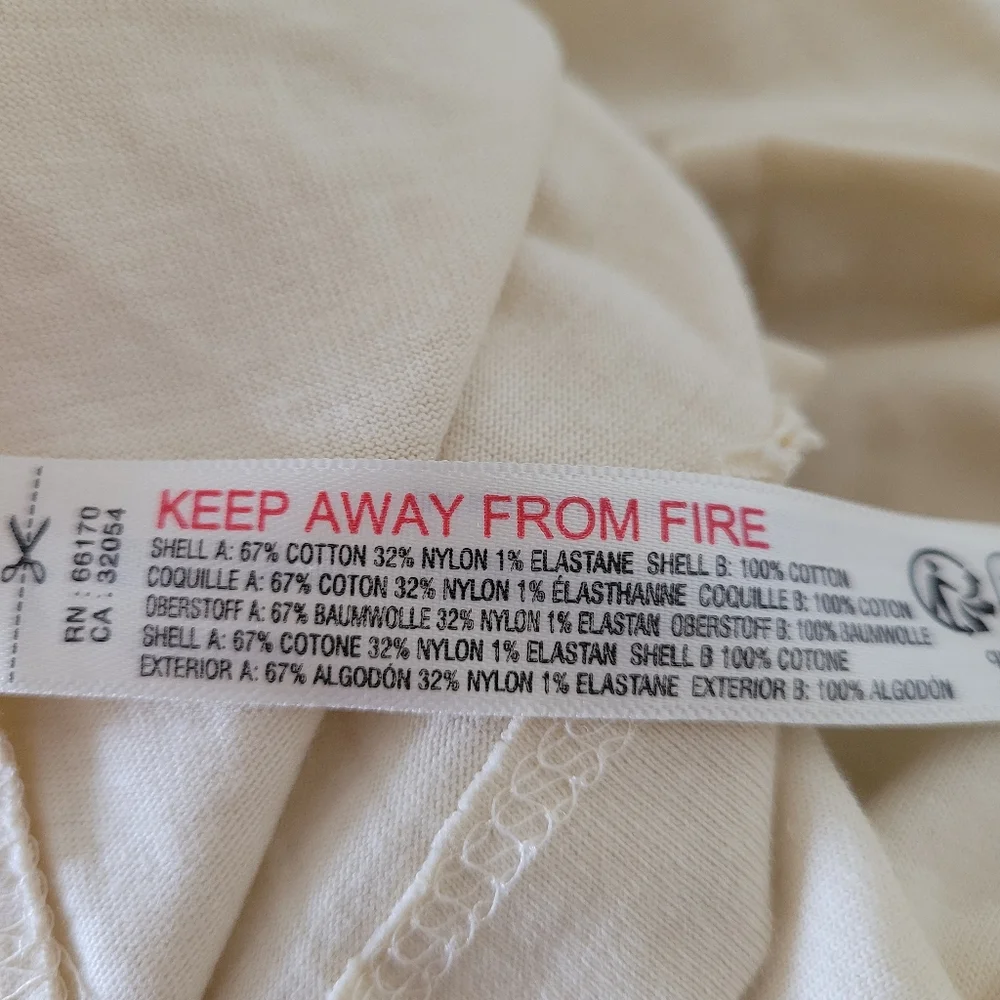 RN : 66170
CA : 32054
KEEP AWAY FROM FIRE
SHELL A: 67% COTTON 32% NYLON 1% ELASTANE SHELL B: 100% COTTON
COQUILLE A: 67% COTON 32% NYLON 1% ÉLASTHANNE COQUILLE B: 100% COTON
OBERSTOFF A: 67% BAUMWOLLE 32% NYLON 1% ELASTAN OBERSTOFF B: 100% BAUMWOLLE
SHELL A: 67% COTONE 32% NYLON 1% ELASTAN SHELL B 100% COTONE
EXTERIOR A: 67% ALGODÓN 32% NYLON 1% ELASTANE EXTERIOR B: 100% ALGODÓN